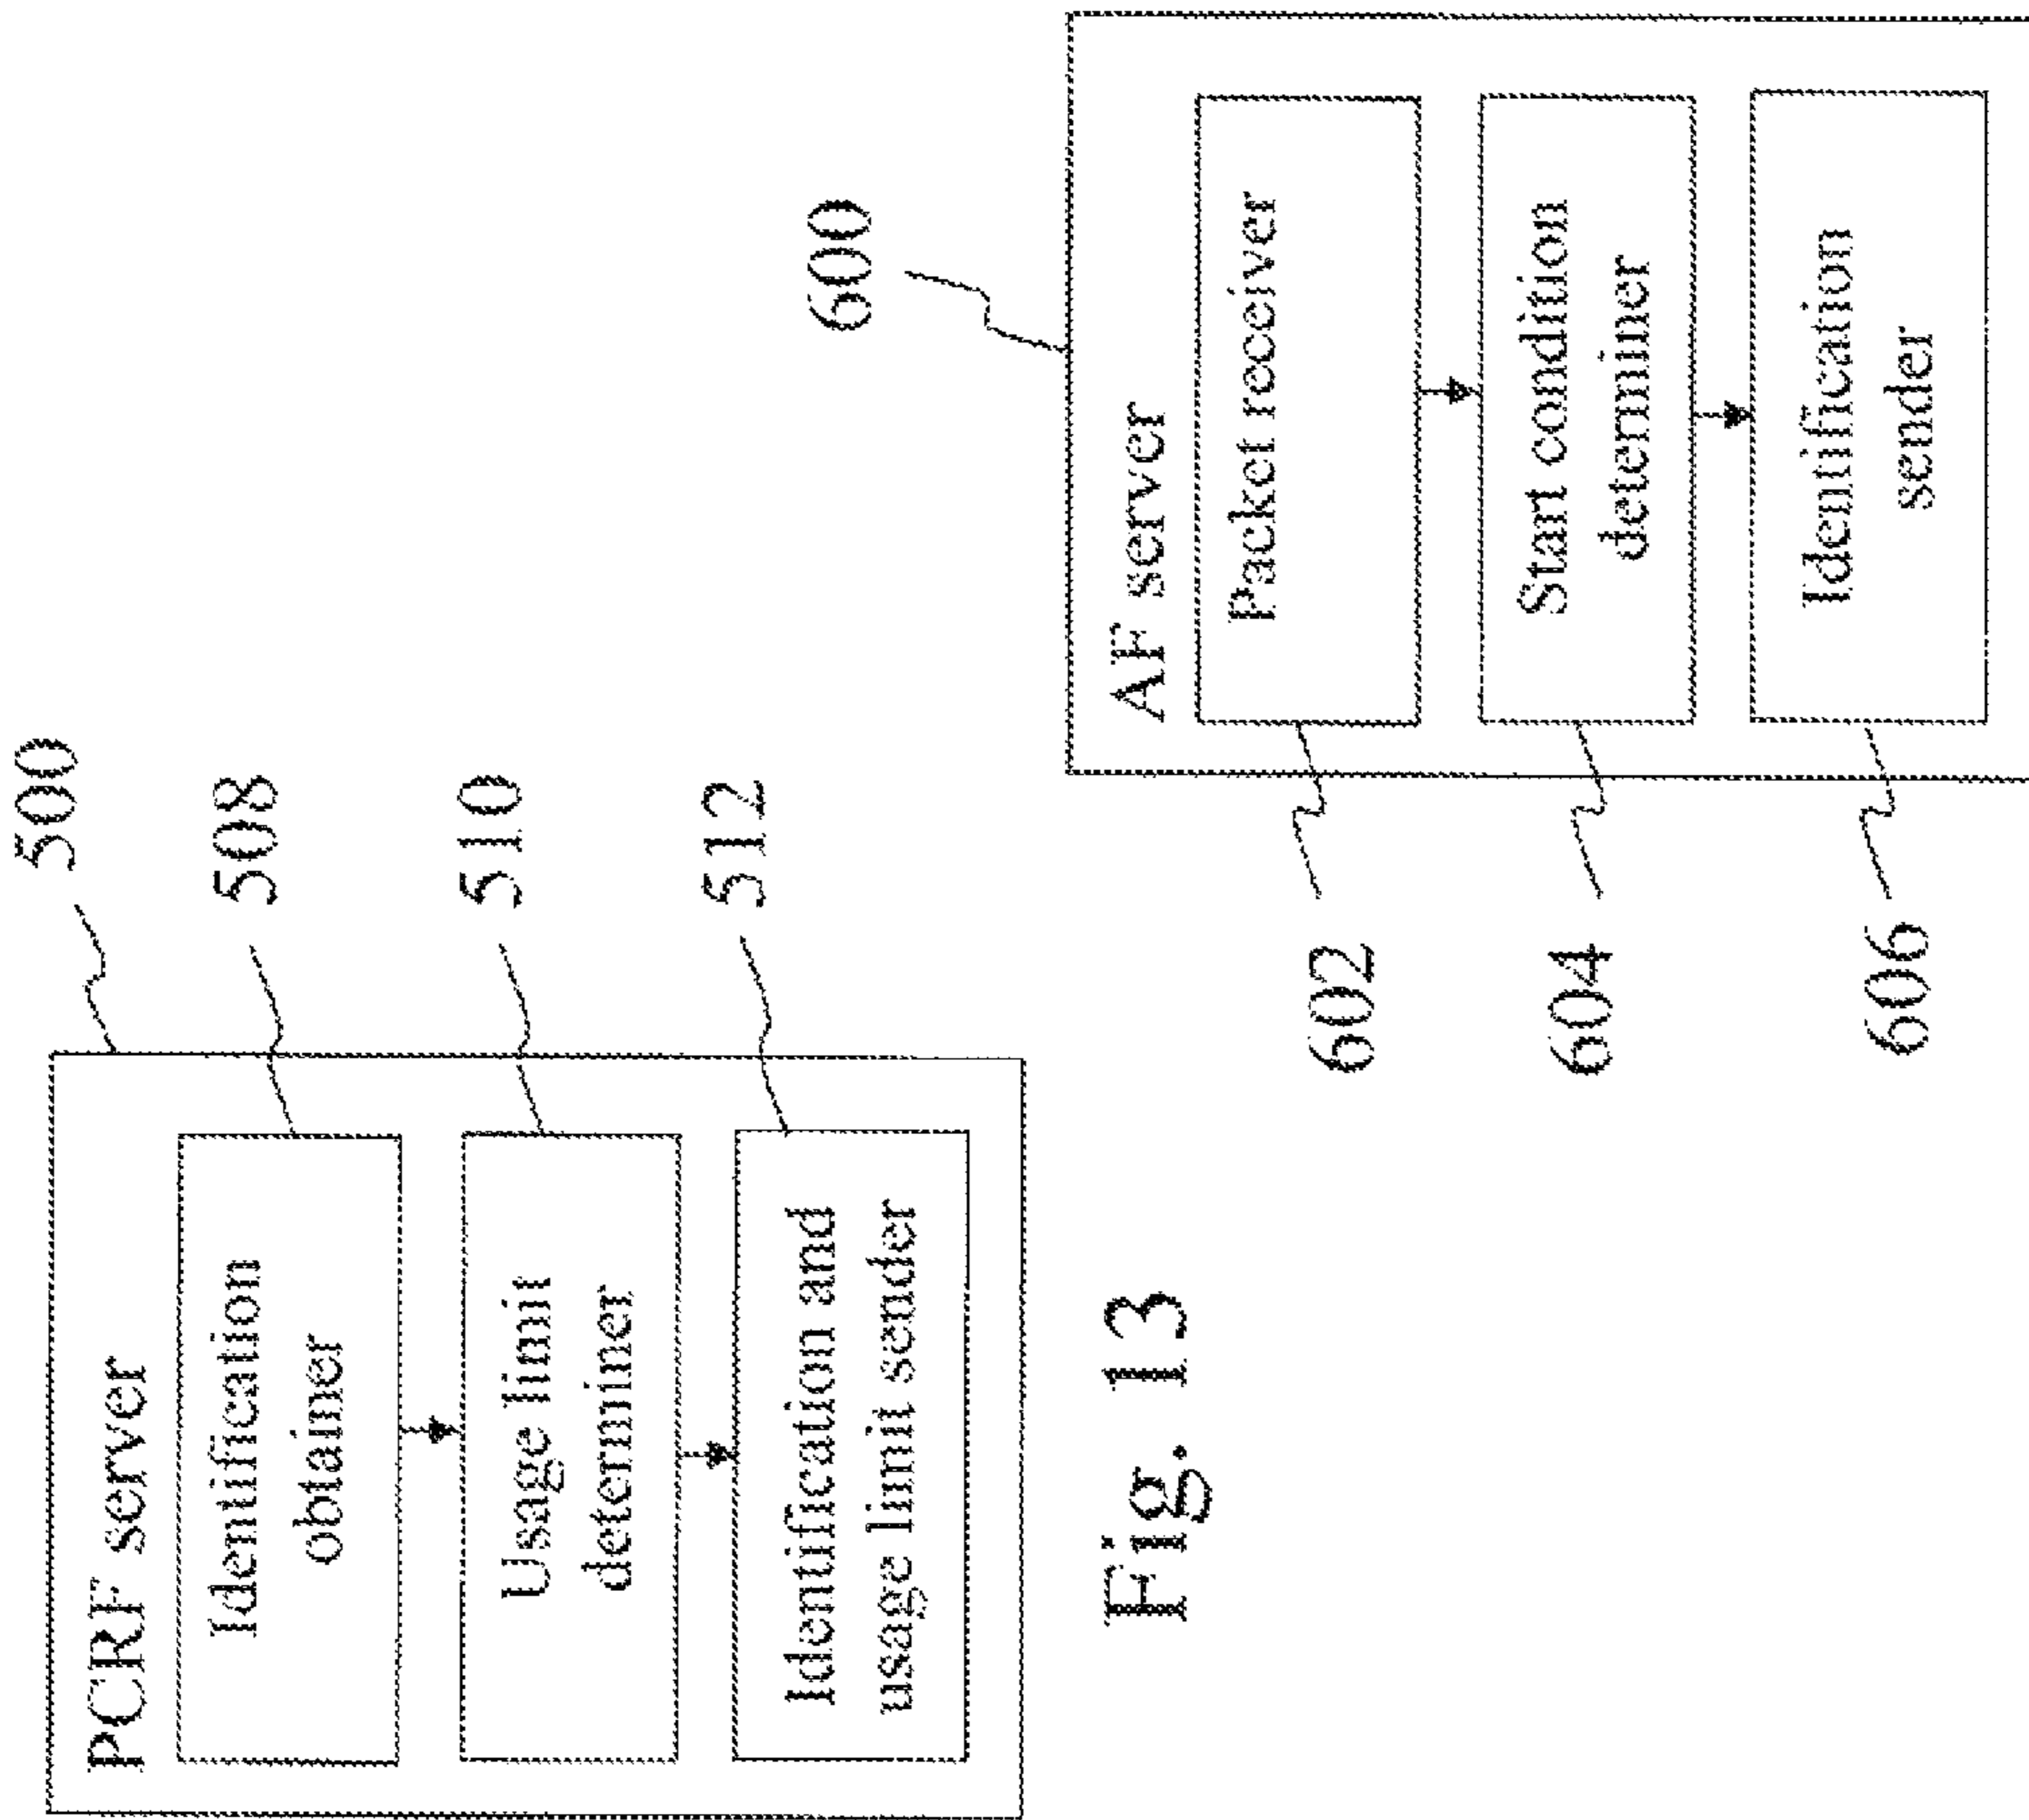 500
PCRF server
Identification
obtainer
508
Usage limit
determiner
510
Identification and
usage limit sender
512
Fig. 13
600
AF server
Packet receiver
602
Start condition
determiner
604
Identification
sender
606